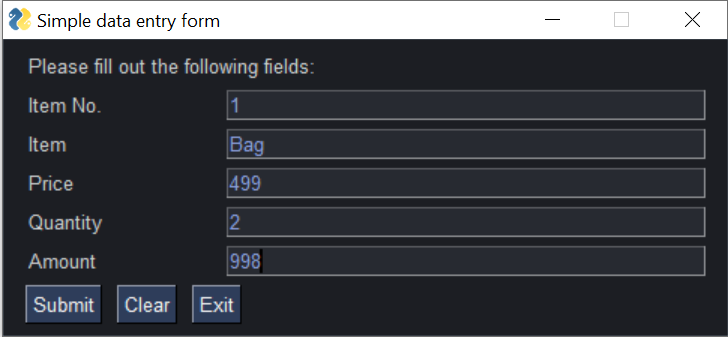 Simple data entry form
Please fill out the following fields:
Item No. 1
Item Bag
Price 499
Quantity 2
Amount 998
Submit Clear Exit